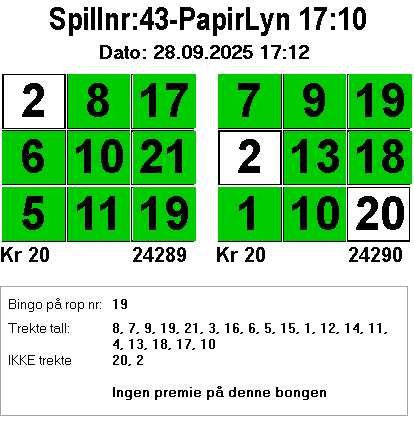 Spillnr:43-PapirLyn 17:10
Dato: 28.09.2025 17:12
2 8 17 7 9 19
6 10 21 2 13 18
5 11 19 1 10 20
Kr 20 24289 Kr 20 24290
Bingo på rop nr: 19
Trekte tall: 8, 7, 9, 19, 21, 3, 16, 6, 5, 15, 1, 12, 14, 11,
4, 13, 18, 17, 10
IKKE trekte 20, 2
Ingen premie på denne bongen